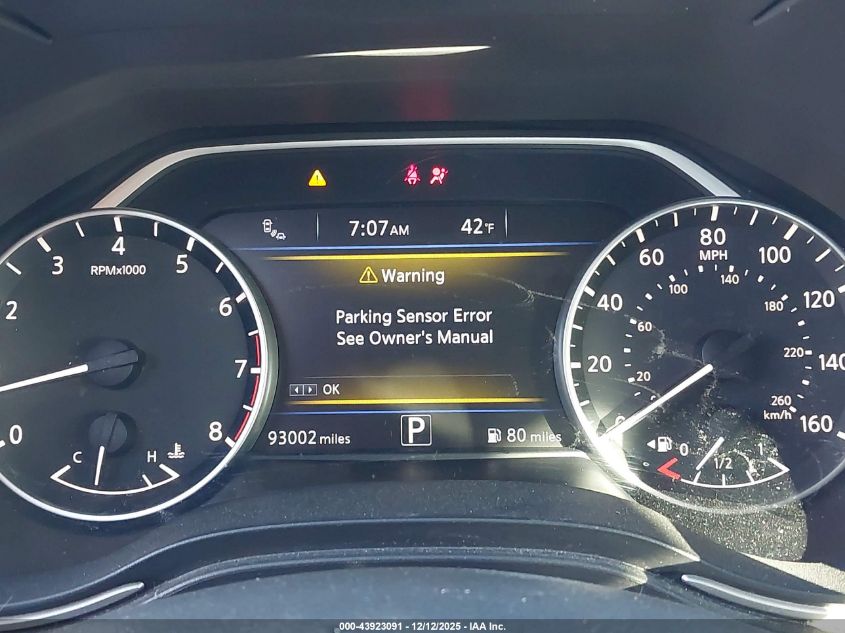 7:07AM 42°F
Warning
Parking Sensor Error
See Owner's Manual
OK
93002 miles P 80 miles
0 2 3 4 5 6 7 8
RPMx1000
C H
20 40 60 80 100 120 140 160
MPH
20 60 100 140 180 220 260
km/h
0 1/2 1
000-43923091 - 12/12/2025 - IAA Inc.